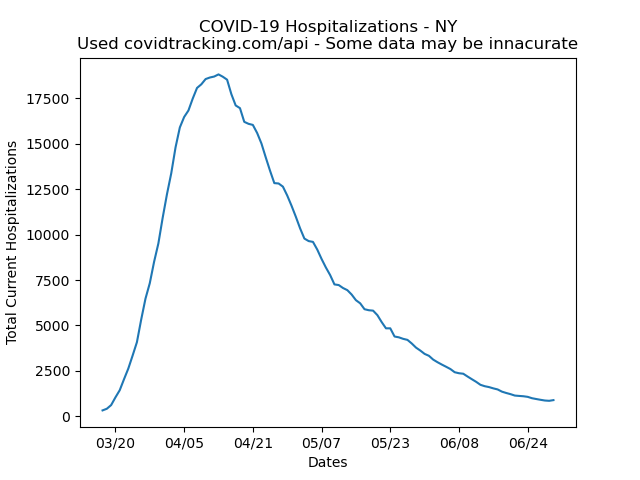 COVID-19 Hospitalizations - NY
Used covidtracking.com/api - Some data may be innacurate
Total Current Hospitalizations
17500
15000
12500
10000
7500
5000
2500
0
03/20 04/05 04/21 05/07 05/23 06/08 06/24
Dates